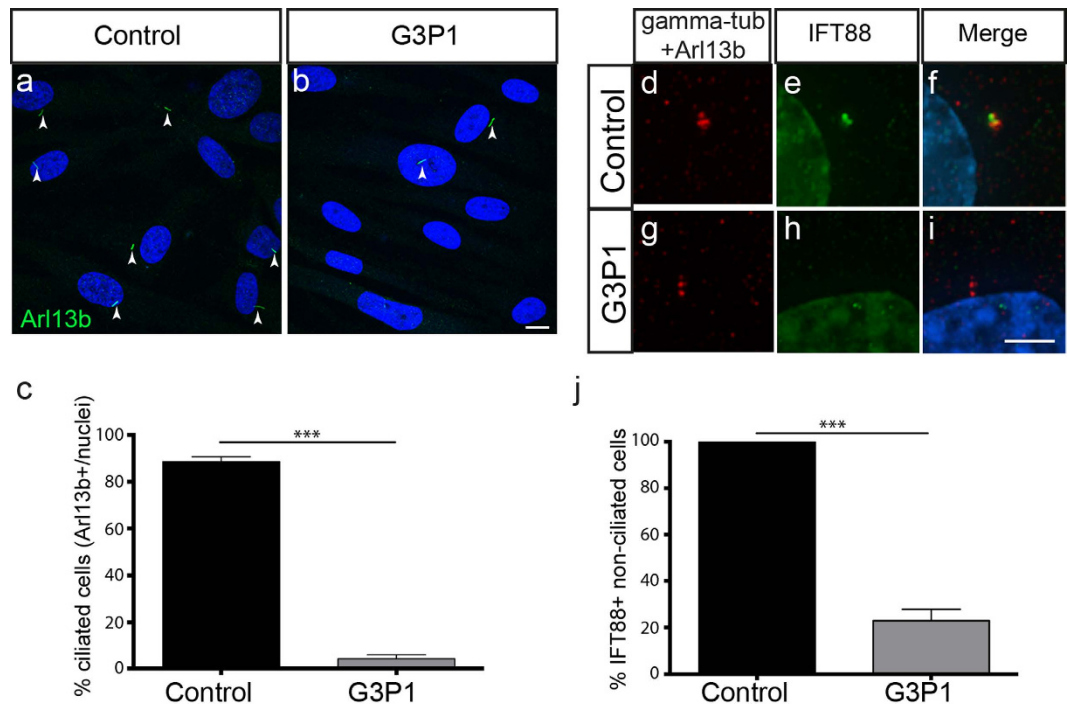 Control
G3P1
a
b
Arl13b
gamma-tub
+Arl13b
IFT88
Merge
Control
d
e
f
G3P1
g
h
i
c
% ciliated cells (Arl13b+/nuclei)
100
80
60
40
20
0
***
Control
G3P1
j
% IFT88+ non-ciliated cells
100
80
60
40
20
0
***
Control
G3P1